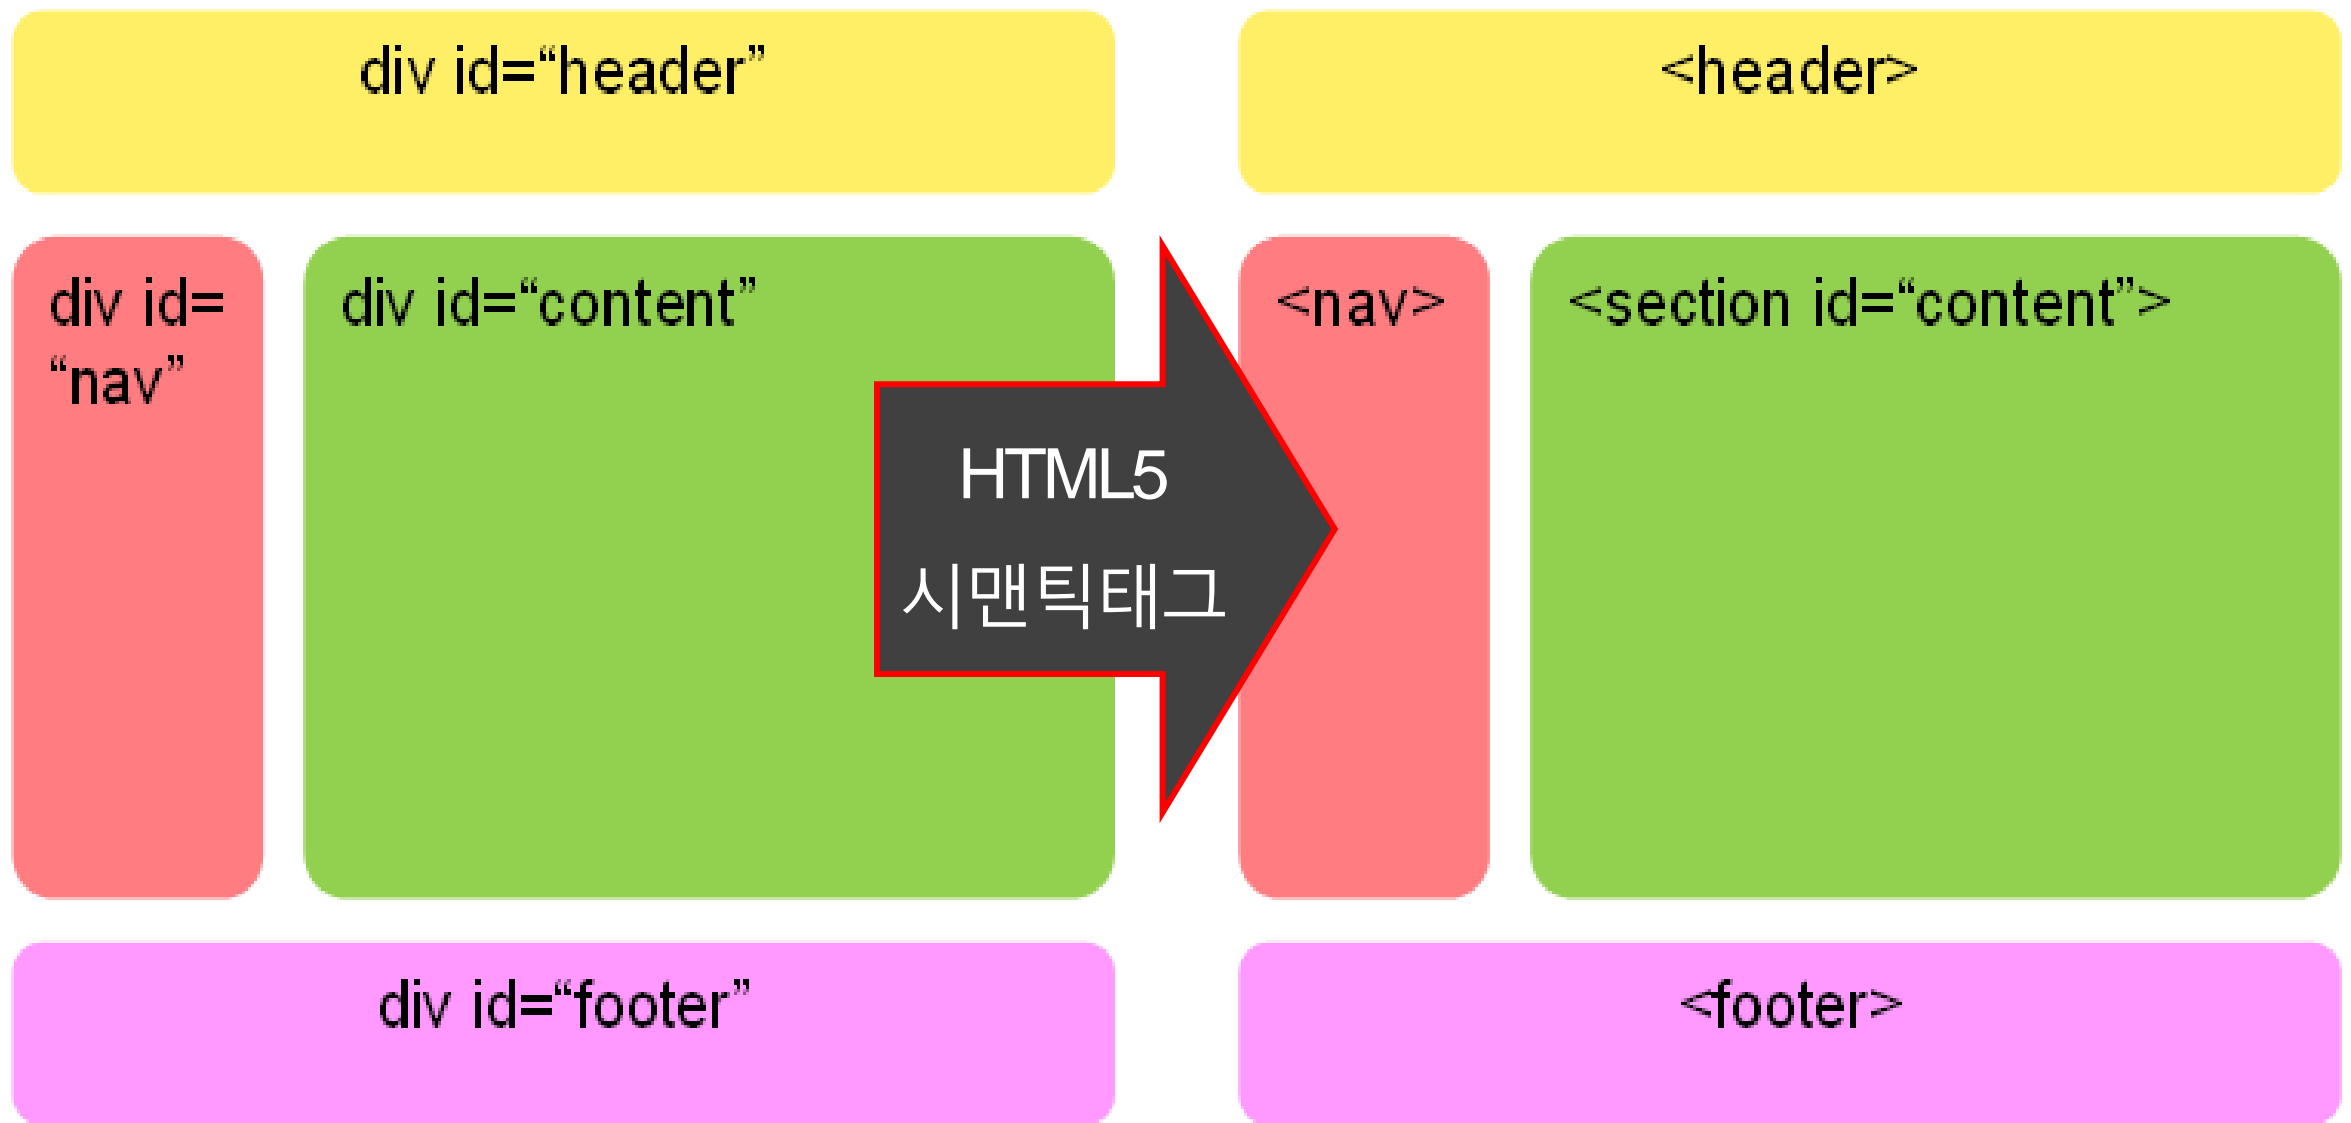 div id=“header”
div id=
“nav”
div id=“content”
div id=“footer”
HTML5
시맨틱태그
<header>
<nav>
<section id=“content”>
<footer>